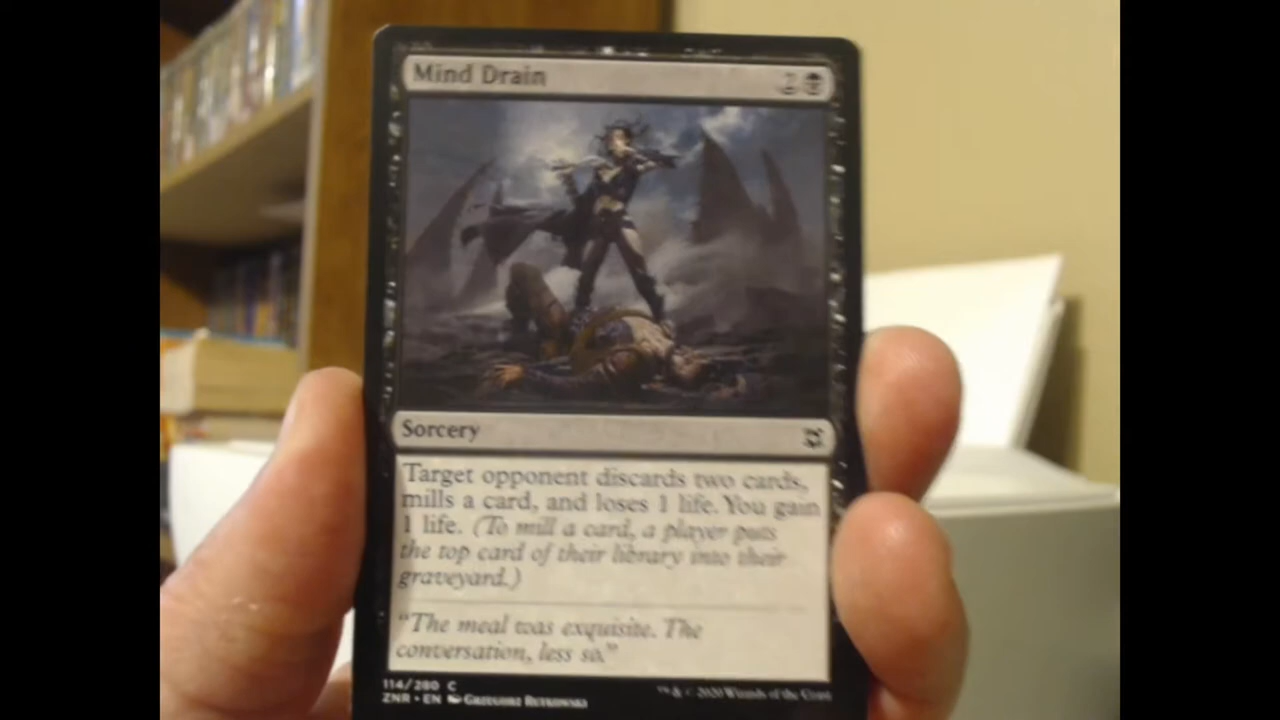 Mind Drain 2
Sorcery
Target opponent discards two cards,
mills a card, and loses 1 life. You gain
1 life. (To mill a card, a player puts
the top card of their library into their
graveyard.)
"The meal was exquisite. The
conversation, less so."
114/280 C
ZNR • EN Grzegorz Rutkowski
™ & © 2020 Wizards of the Coast